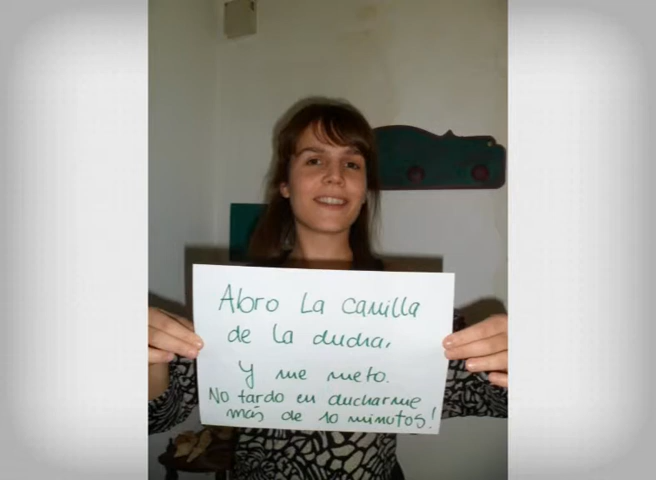 Abro La canilla
de la ducha,
Y me meto.
No tardo en ducharme
más de 10 minutos!